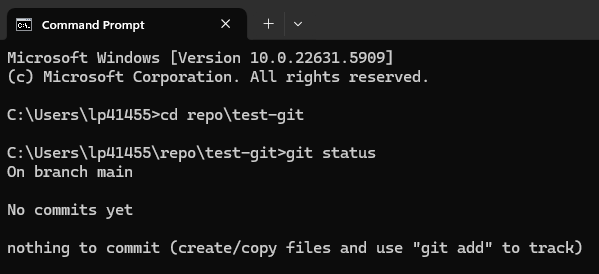 Command Prompt
Microsoft Windows [Version 10.0.22631.5909]
(c) Microsoft Corporation. All rights reserved.
C:\Users\lp41455>cd repo\test-git
C:\Users\lp41455\repo\test-git>git status
On branch main
No commits yet
nothing to commit (create/copy files and use "git add" to track)